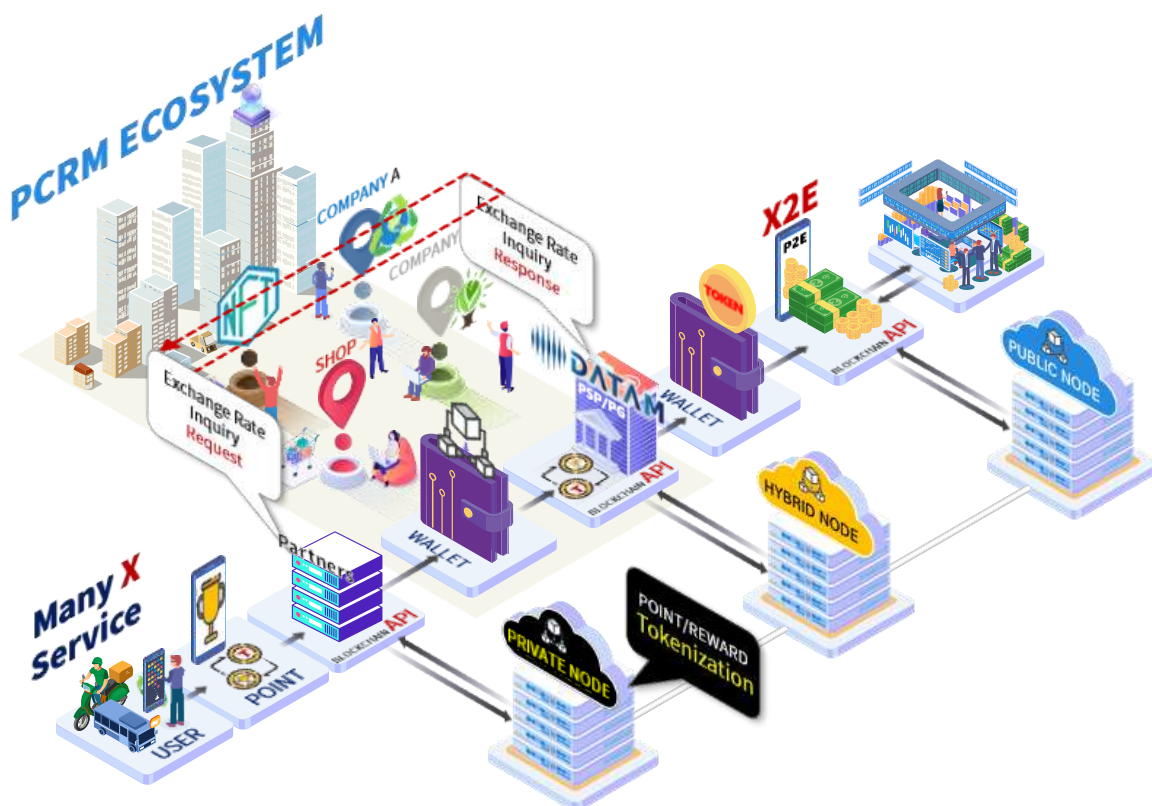 PCRM ECOSYSTEM
COMPANY A
COMPANY
NFT
SHOP
Exchange Rate
Inquiry
Response
Exchange Rate
Inquiry
Request
X2E
P2E
TOKEN
DATAM
PSP/PG
WALLET
BLOCKCHAIN API
BLOCKCHAIN API
WALLET
Partners
BLOCKCHAIN API
Many X
Service
POINT
USER
PUBLIC NODE
HYBRID NODE
PRIVATE NODE
POINT/REWARD
Tokenization